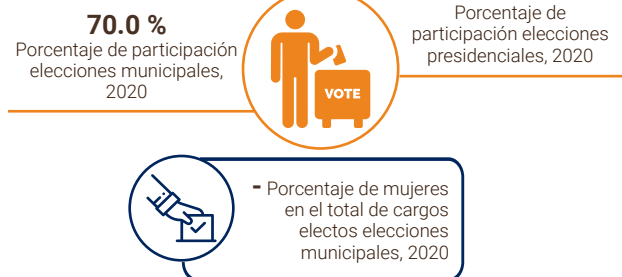 70.0 %
Porcentaje de participación
elecciones municipales,
2020
VOTE
Porcentaje de
participación elecciones
presidenciales, 2020
- Porcentaje de mujeres
en el total de cargos
electos elecciones
municipales, 2020